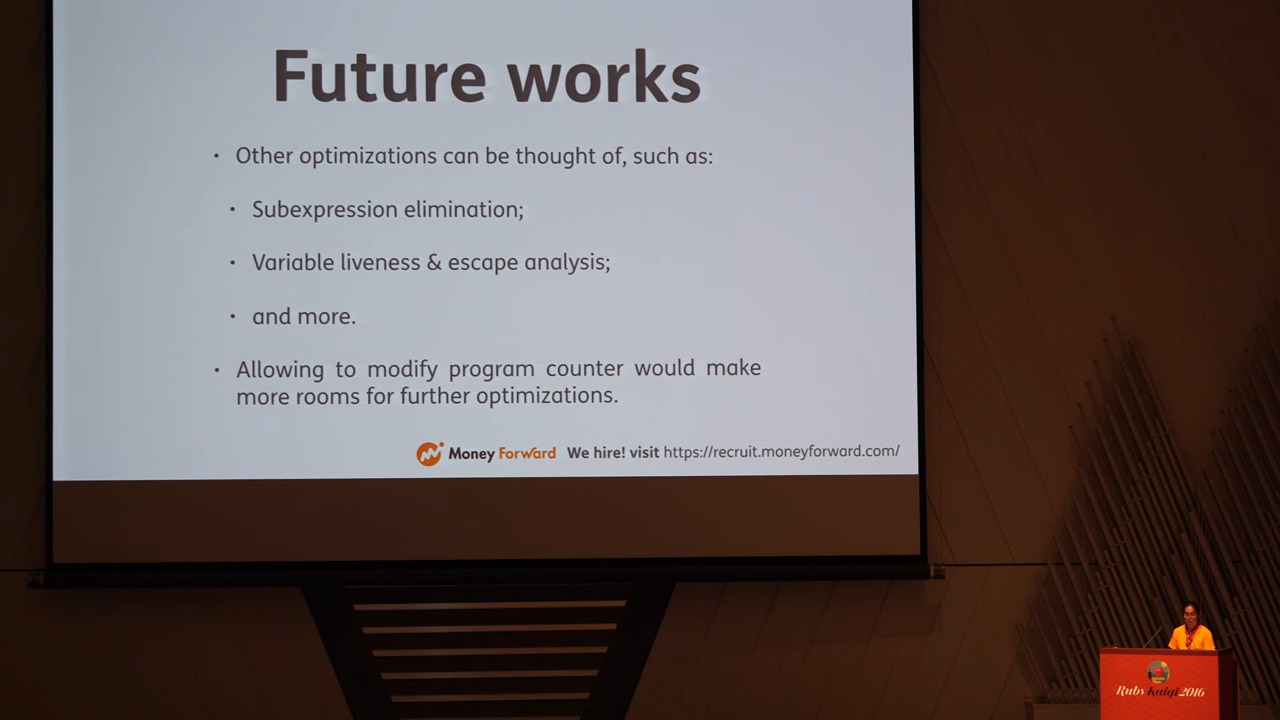 Future works
• Other optimizations can be thought of, such as:
• Subexpression elimination;
• Variable liveness & escape analysis;
• and more.
• Allowing to modify program counter would make
more rooms for further optimizations.
Money Forward We hire! visit https://recruit.moneyforward.com/
Ruby Kaigi 2016